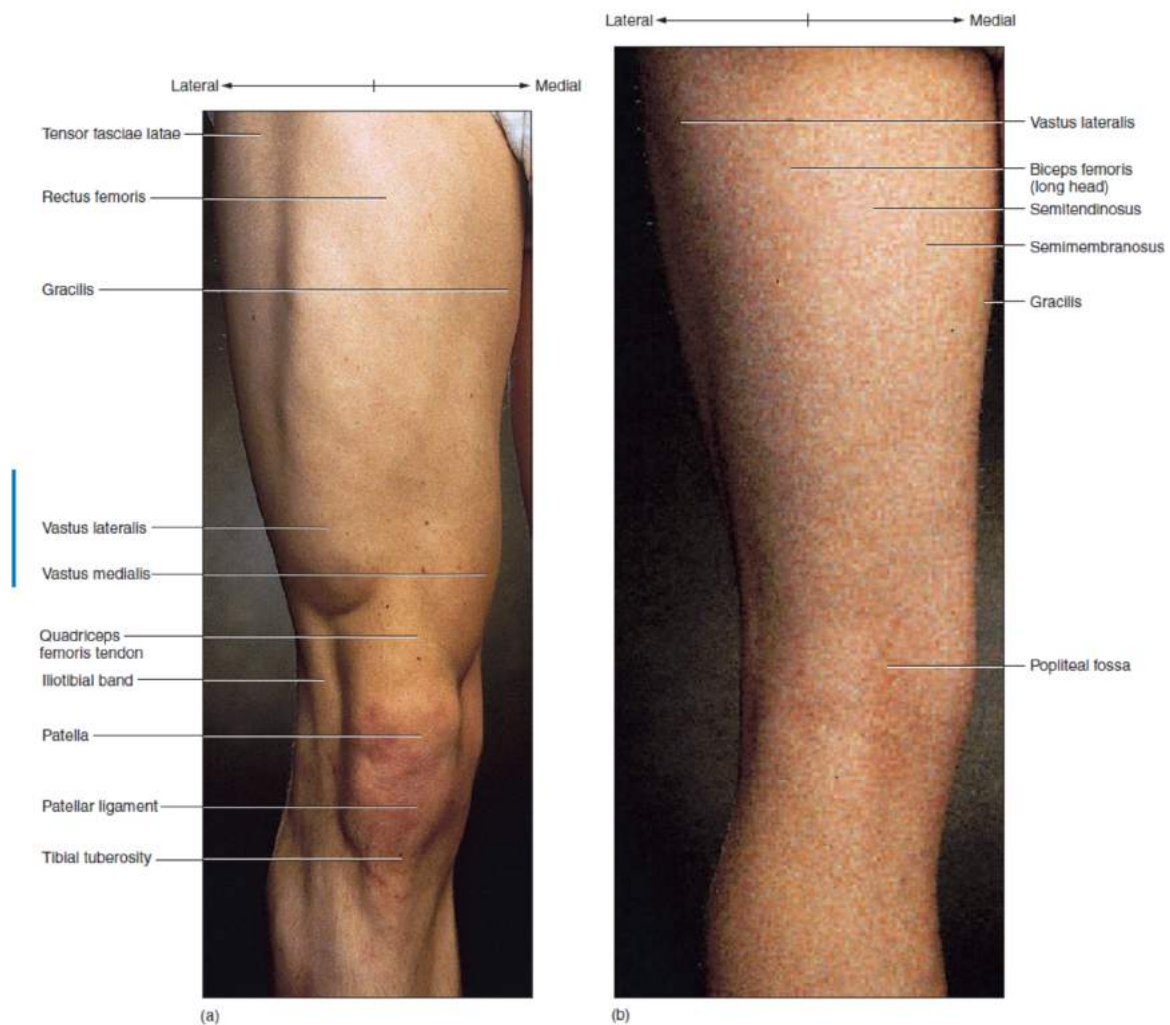 Lateral Medial
Tensor fasciae latae
Rectus femoris
Gracilis
Vastus lateralis
Vastus medialis
Quadriceps
femoris tendon
Iliotibial band
Patella
Patellar ligament
Tibial tuberosity
(a)
Lateral Medial
Vastus lateralis
Biceps femoris
(long head)
Semitendinosus
Semimembranosus
Gracilis
Popliteal fossa
(b)